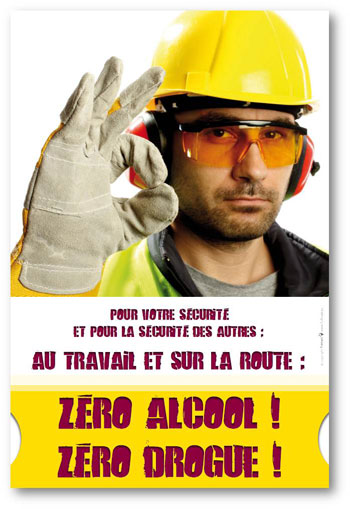 POUR VOTRE SÉCURITÉ
ET POUR LA SÉCURITÉ DES AUTRES :
AU TRAVAIL ET SUR LA ROUTE :
ZÉRO ALCOOL !
ZÉRO DROGUE !